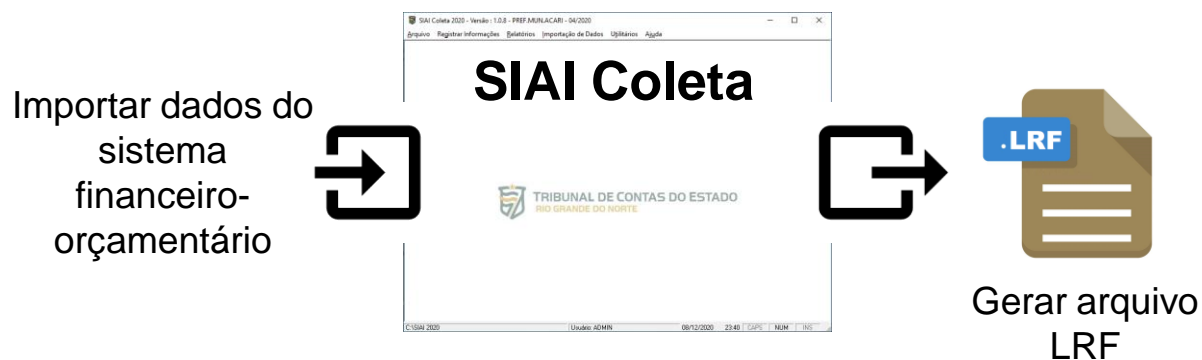 SIAI Coleta 2020 - Versão : 1.0.8 - PREF.MUN.ACARI - 04/2020
Arquivo Registrar Informações Relatórios Importação de Dados Utilitários Ajuda
SIAI Coleta
Importar dados do
sistema
financeiro-
orçamentário
TRIBUNAL DE CONTAS DO ESTADO
RIO GRANDE DO NORTE
.LRF
Gerar arquivo
LRF
C:\SIAI 2020 Usuário: ADMIN 08/12/2020 23:40 CAPS NUM INS